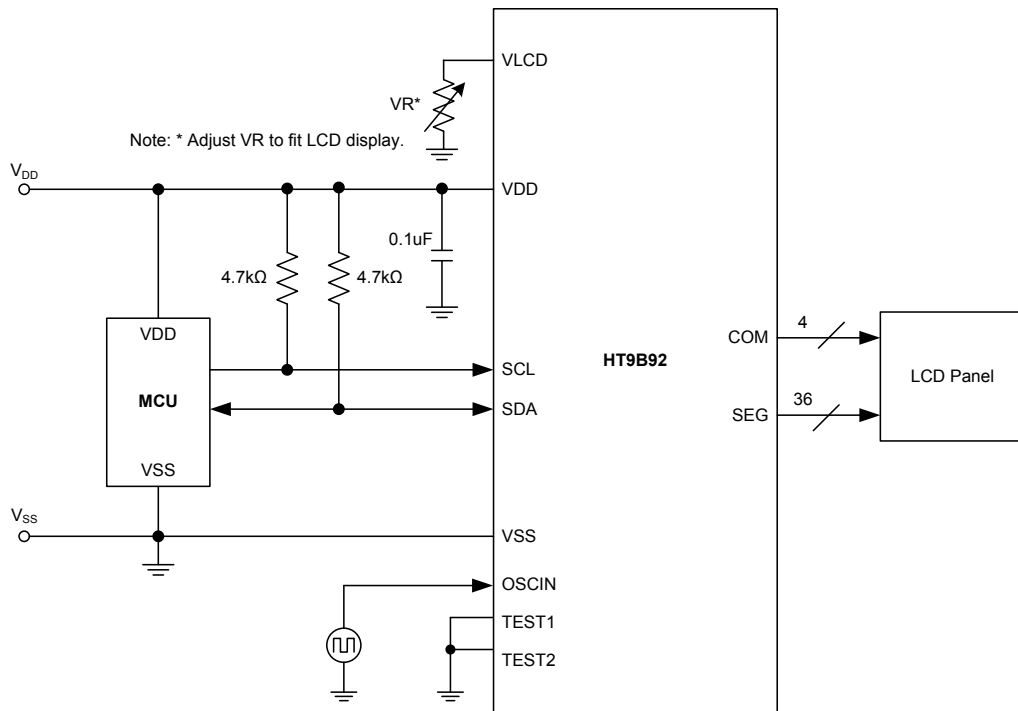 VLCD
VR*
Note: * Adjust VR to fit LCD display.
VDD
VDD
0.1uF
4.7kΩ
4.7kΩ
VDD
MCU
VSS
SCL
SDA
HT9B92
COM
4
SEG
36
LCD Panel
VSS
VSS
OSCIN
TEST1
TEST2